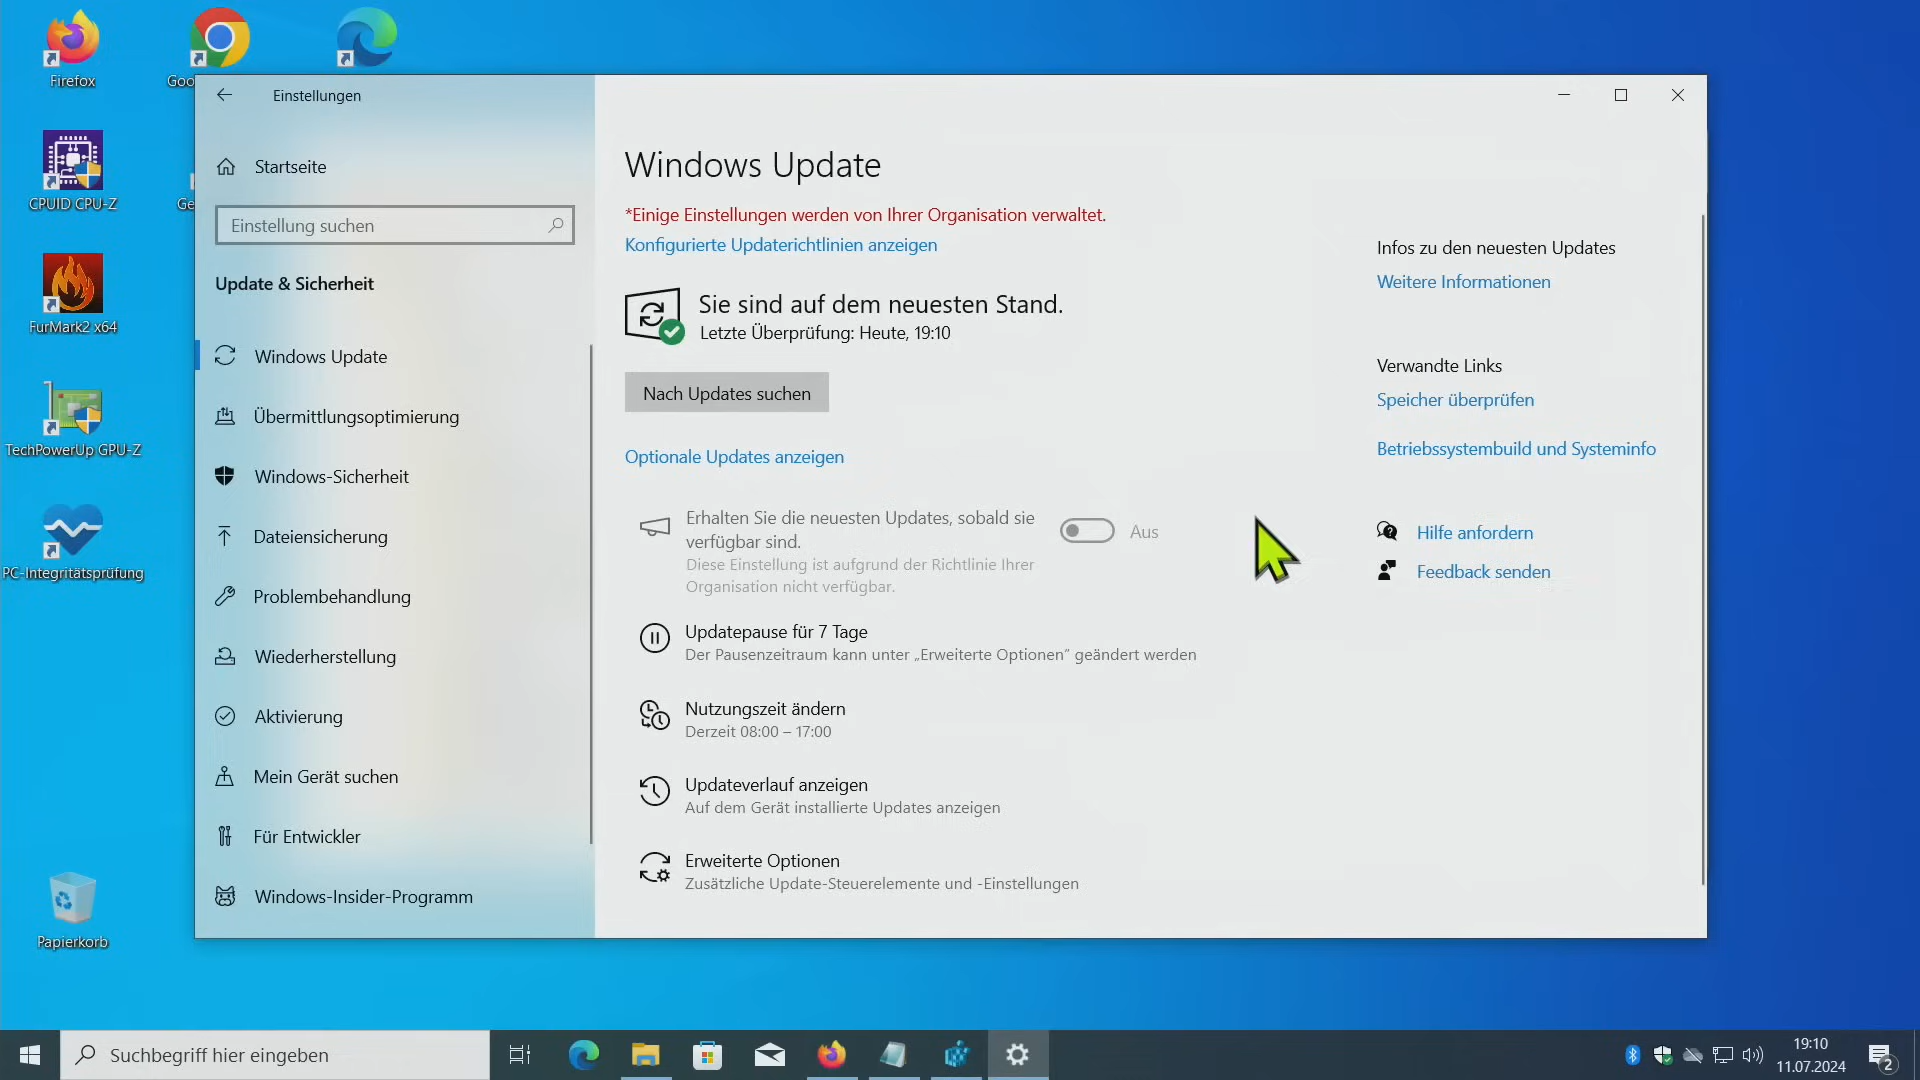 Firefox
Goo
CPUID CPU-Z
Ge
FurMark2 x64
TechPowerUp GPU-Z
PC-Integritätsprüfung
Papierkorb
Einstellungen
Startseite
Einstellung suchen
Update & Sicherheit
Windows Update
Übermittlungsoptimierung
Windows-Sicherheit
Dateiensicherung
Problembehandlung
Wiederherstellung
Aktivierung
Mein Gerät suchen
Für Entwickler
Windows-Insider-Programm
Windows Update
*Einige Einstellungen werden von Ihrer Organisation verwaltet.
Konfigurierte Updaterichtlinien anzeigen
Sie sind auf dem neuesten Stand.
Letzte Überprüfung: Heute, 19:10
Nach Updates suchen
Optionale Updates anzeigen
Erhalten Sie die neuesten Updates, sobald sie
verfügbar sind.
Aus
Diese Einstellung ist aufgrund der Richtlinie Ihrer
Organisation nicht verfügbar.
Updatepause für 7 Tage
Der Pausenzeitraum kann unter „Erweiterte Optionen“ geändert werden
Nutzungszeit ändern
Derzeit 08:00 – 17:00
Updateverlauf anzeigen
Auf dem Gerät installierte Updates anzeigen
Erweiterte Optionen
Zusätzliche Update-Steuerelemente und -Einstellungen
Infos zu den neuesten Updates
Weitere Informationen
Verwandte Links
Speicher überprüfen
Betriebssystembuild und Systeminfo
Hilfe anfordern
Feedback senden
Suchbegriff hier eingeben
19:10
11.07.2024
2